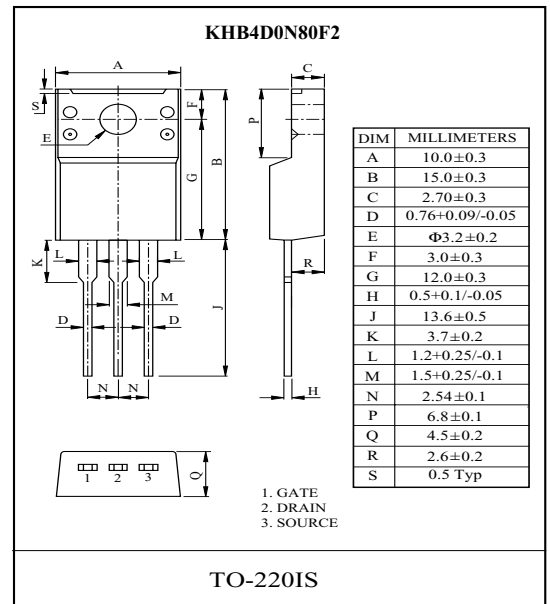 KHB4D0N80F2
A
C
S
E
F
P
G
B
K
L
L
M
D
D
J
R
N
N
H
1
2
3
Q
DIM MILLIMETERS
A 10.0±0.3
B 15.0±0.3
C 2.70±0.3
D 0.76+0.09/-0.05
E Φ3.2±0.2
F 3.0±0.3
G 12.0±0.3
H 0.5+0.1/-0.05
J 13.6±0.5
K 3.7±0.2
L 1.2+0.25/-0.1
M 1.5+0.25/-0.1
N 2.54±0.1
P 6.8±0.1
Q 4.5±0.2
R 2.6±0.2
S 0.5 Typ
1. GATE
2. DRAIN
3. SOURCE
TO-220IS